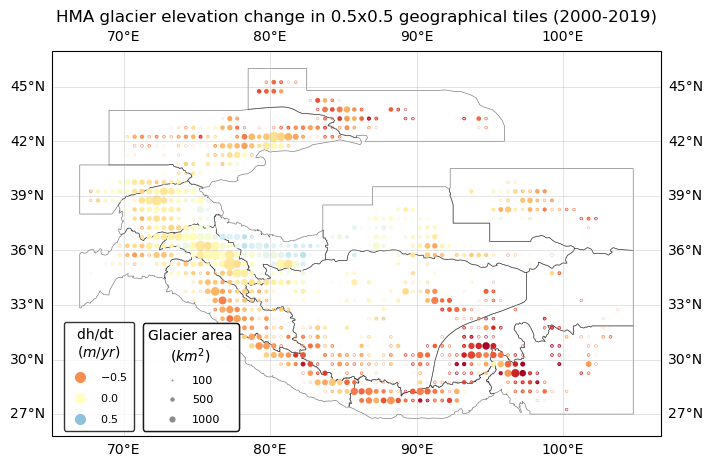 HMA glacier elevation change in 0.5x0.5 geographical tiles (2000-2019)
70°E 80°E 90°E 100°E
45°N 45°N
42°N 42°N
39°N 39°N
36°N 36°N
33°N 33°N
30°N 30°N
27°N 27°N
dh/dt
(m/yr)
−0.5
0.0
0.5
Glacier area
(km²)
100
500
1000
70°E 80°E 90°E 100°E